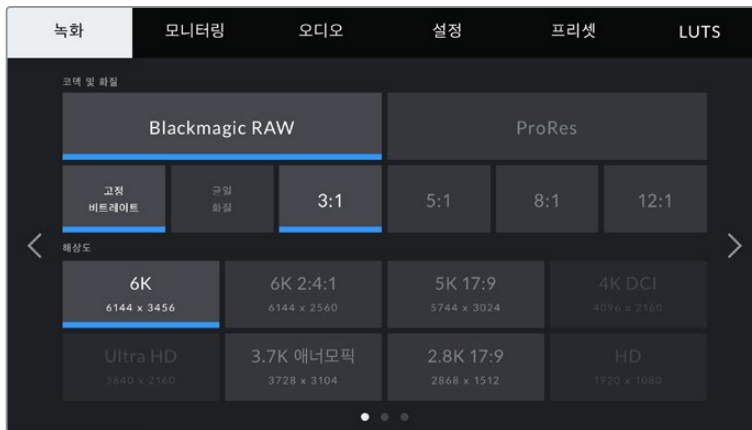 녹화 모니터링 오디오 설정 프리셋 LUTS
코덱 및 화질
Blackmagic RAW ProRes
고정 비트레이트 균일 화질 3:1 5:1 8:1 12:1
해상도
6K 6K 2:4:1 5K 17:9 4K DCI
6144 x 3456 6144 x 2560 5744 x 3024 4096 x 2160
Ultra HD 3.7K 애너모픽 2.8K 17:9 HD
3840 x 2160 3728 x 3104 2868 x 1512 1920 x 1080